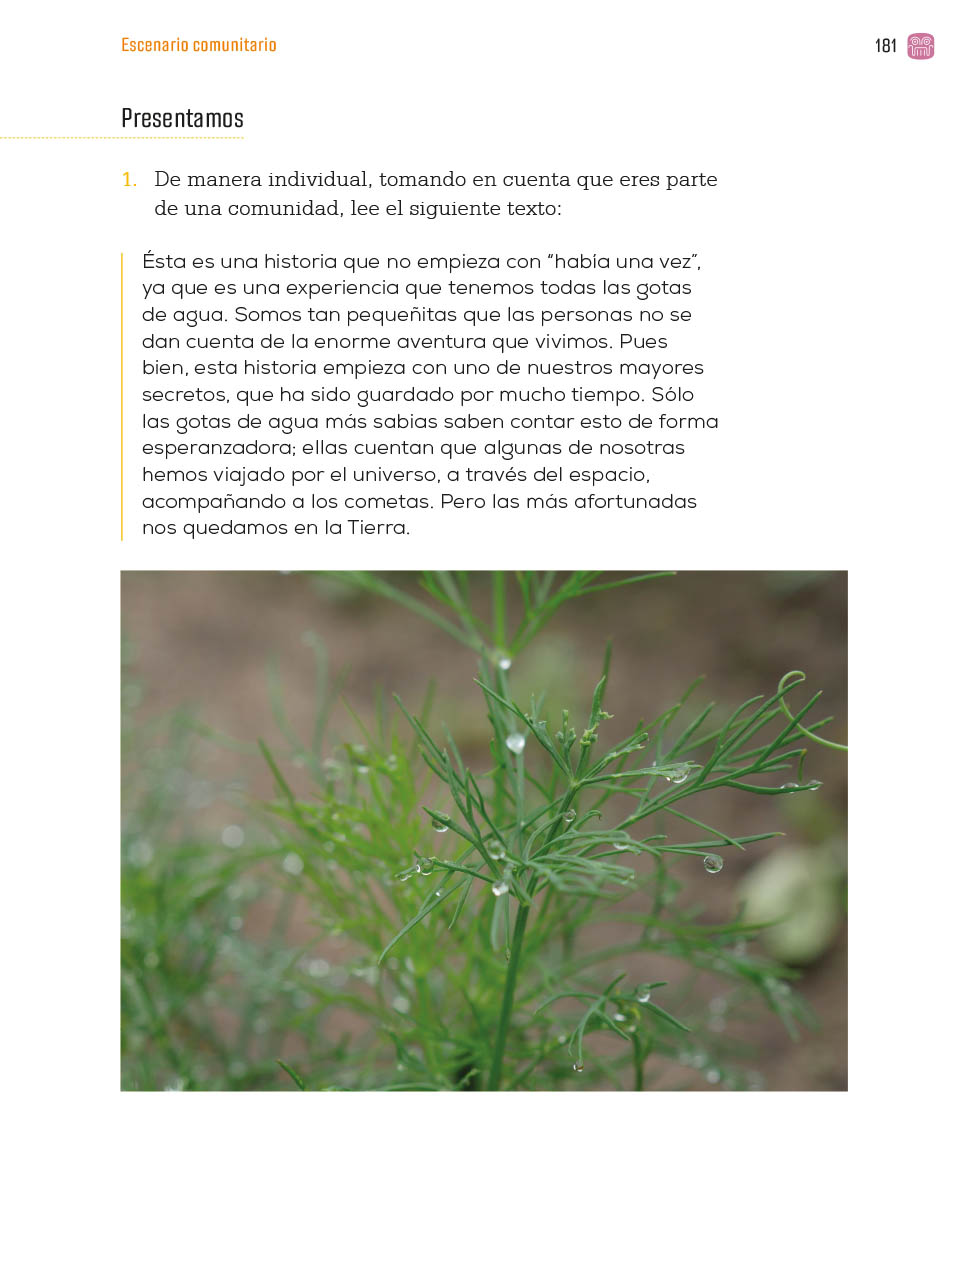 Escenario comunitario
181
Presentamos
1. De manera individual, tomando en cuenta que eres parte
de una comunidad, lee el siguiente texto:
Ésta es una historia que no empieza con “había una vez”,
ya que es una experiencia que tenemos todas las gotas
de agua. Somos tan pequeñitas que las personas no se
dan cuenta de la enorme aventura que vivimos. Pues
bien, esta historia empieza con uno de nuestros mayores
secretos, que ha sido guardado por mucho tiempo. Sólo
las gotas de agua más sabias saben contar esto de forma
esperanzadora; ellas cuentan que algunas de nosotras
hemos viajado por el universo, a través del espacio,
acompañando a los cometas. Pero las más afortunadas
nos quedamos en la Tierra.